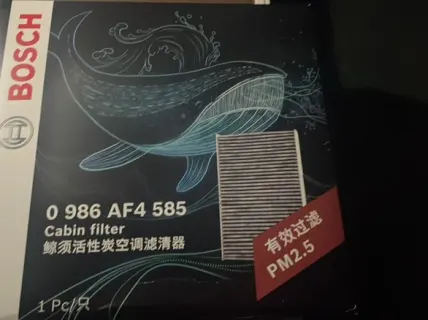 BOSCH
0 986 AF4 585
Cabin filter
鲸须活性炭空调滤清器
有效过滤
PM2.5
1 Pc/只